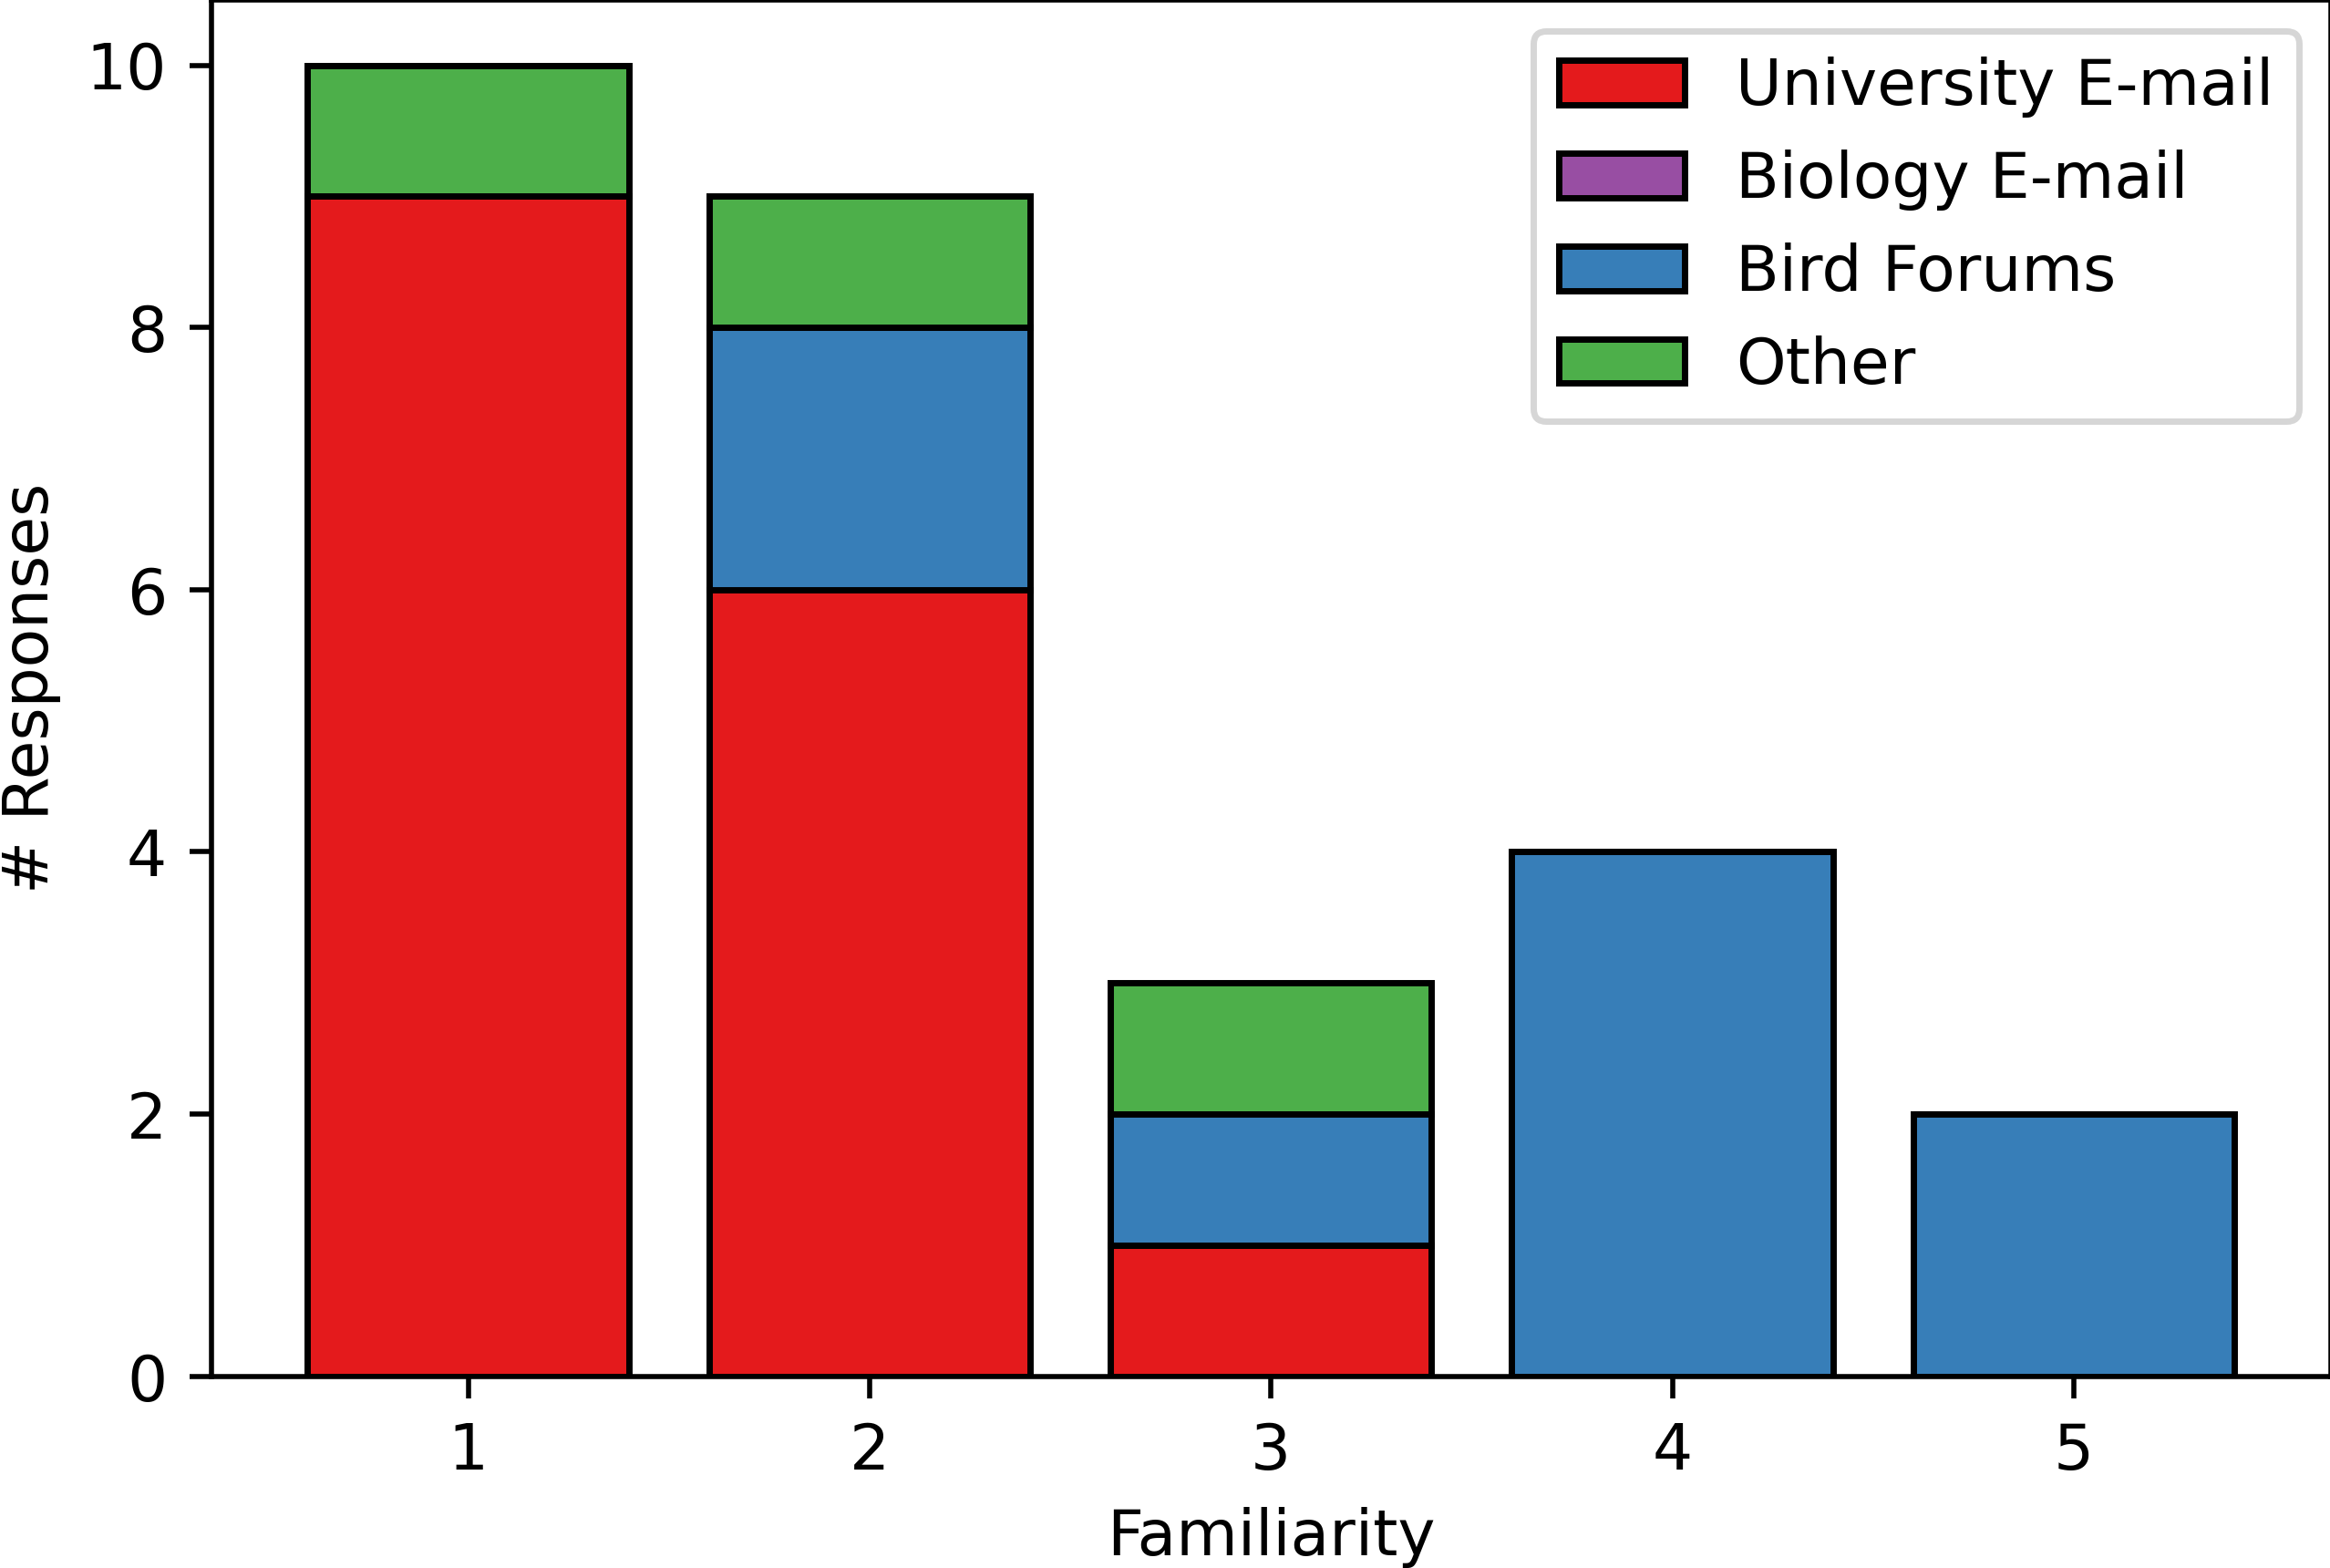 10
8
6
4
2
0
# Responses
University E-mail
Biology E-mail
Bird Forums
Other
1 2 3 4 5
Familiarity